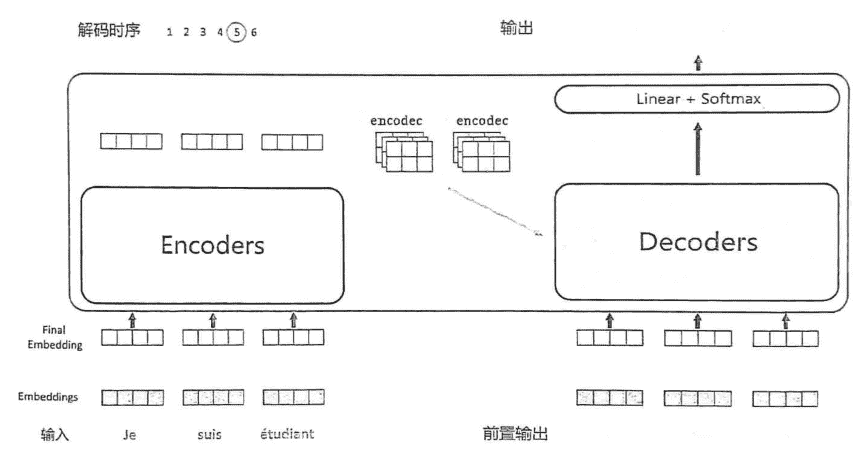 解码时序 1 2 3 4 5 6
输出
Linear + Softmax
encodec encodec
Encoders
Decoders
Final
Embedding
Embeddings
输入 Je suis étudiant
前置输出